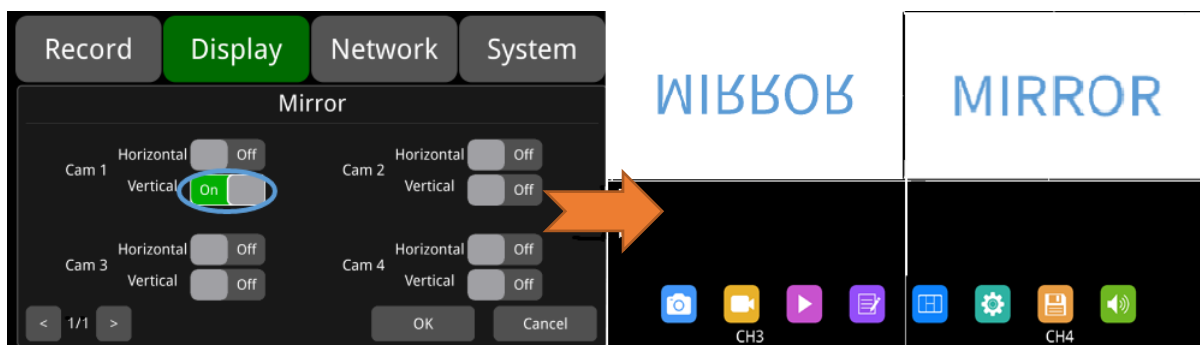 Record Display Network System
Mirror
Cam 1 Horizontal Off
Vertical On
Cam 2 Horizontal Off
Vertical Off
Cam 3 Horizontal Off
Vertical Off
Cam 4 Horizontal Off
Vertical Off
< 1/1 > OK Cancel
MIRROR MIRROR
CH3 CH4